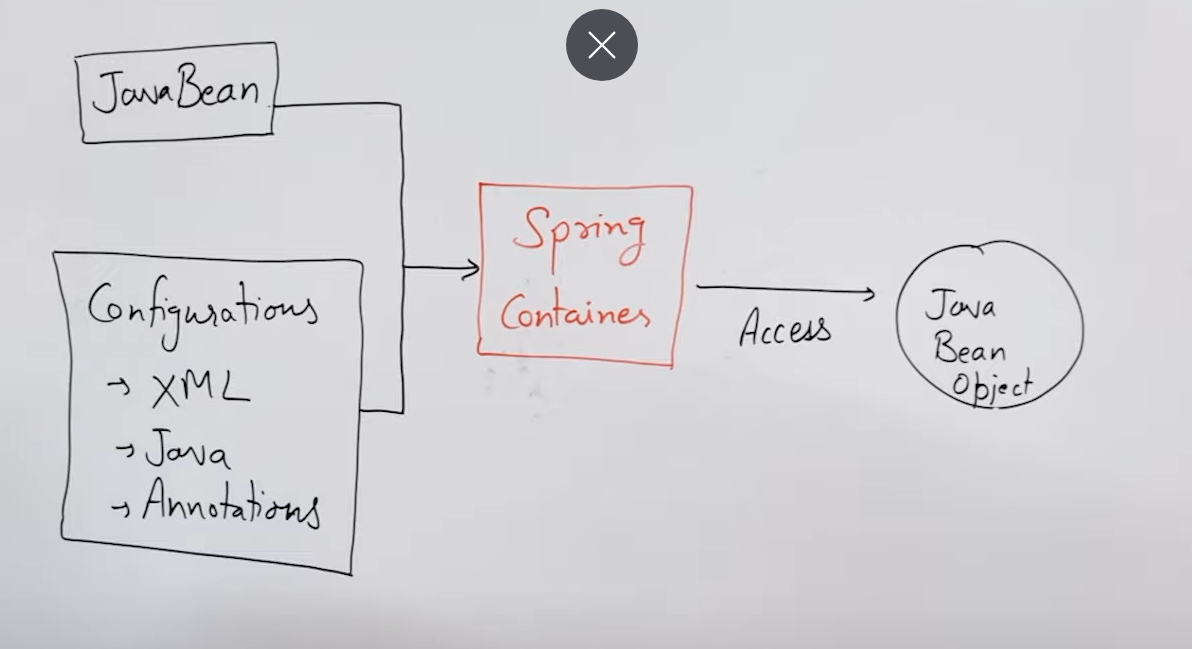 JavaBean
Configurations
→ XML
→ Java
→ Annotations
Spring
Container
Access
Java
Bean
Object